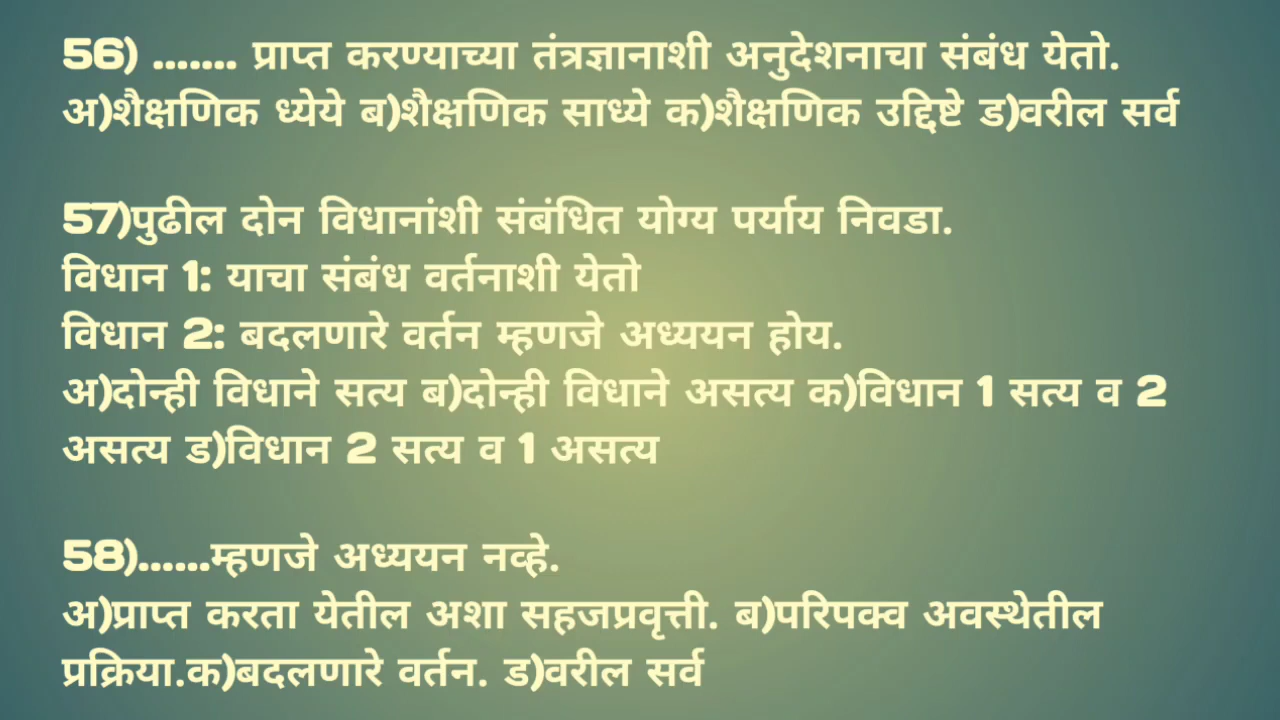 56) ....... प्राप्त करण्याच्या तंत्रज्ञानाशी अनुदेशनाचा संबंध येतो.
अ)शैक्षणिक ध्येये ब)शैक्षणिक साध्ये क)शैक्षणिक उद्दिष्टे ड)वरील सर्व
57)पुढील दोन विधानांशी संबंधित योग्य पर्याय निवडा.
विधान 1: याचा संबंध वर्तनाशी येतो
विधान 2: बदलणारे वर्तन म्हणजे अध्ययन होय.
अ)दोन्ही विधाने सत्य ब)दोन्ही विधाने असत्य क)विधान 1 सत्य व 2
असत्य ड)विधान 2 सत्य व 1 असत्य
58)......म्हणजे अध्ययन नव्हे.
अ)प्राप्त करता येतील अशा सहजप्रवृत्ती. ब)परिपक्व अवस्थेतील
प्रक्रिया.क)बदलणारे वर्तन. ड)वरील सर्व